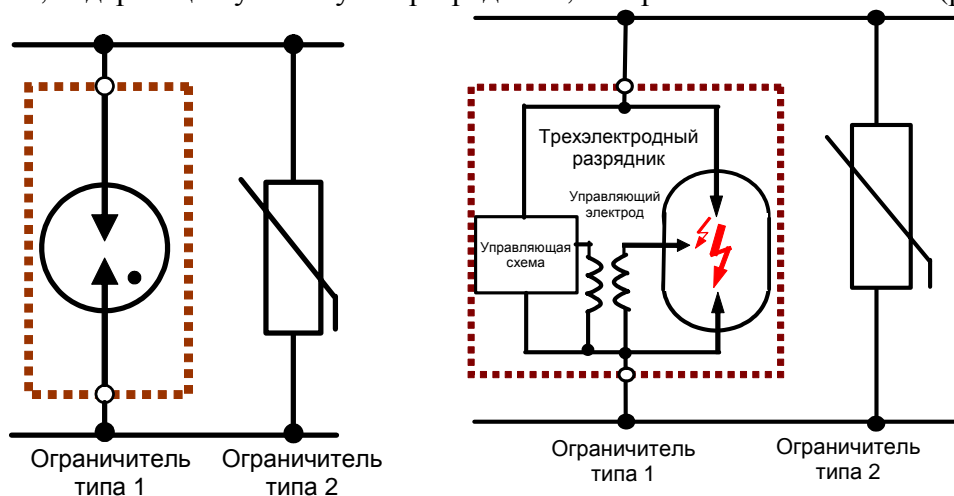 Трехэлектродный
разрядник
Управляющий
электрод
Управляющая
схема
Ограничитель
типа 1
Ограничитель
типа 2
Ограничитель
типа 1
Ограничитель
типа 2